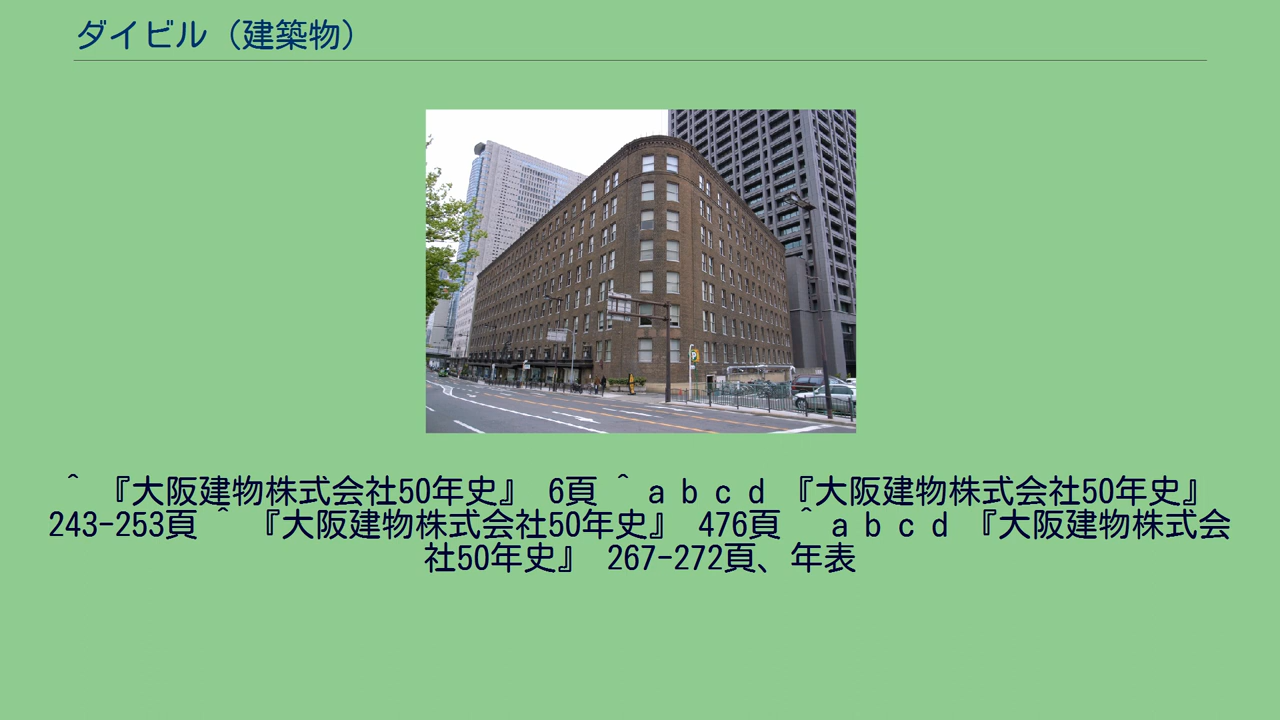 ダイビル（建築物）
^ 『大阪建物株式会社50年史』 6頁 ^ a b c d 『大阪建物株式会社50年史』
243-253頁 ^ 『大阪建物株式会社50年史』 476頁 ^ a b c d 『大阪建物株式会
社50年史』 267-272頁、年表